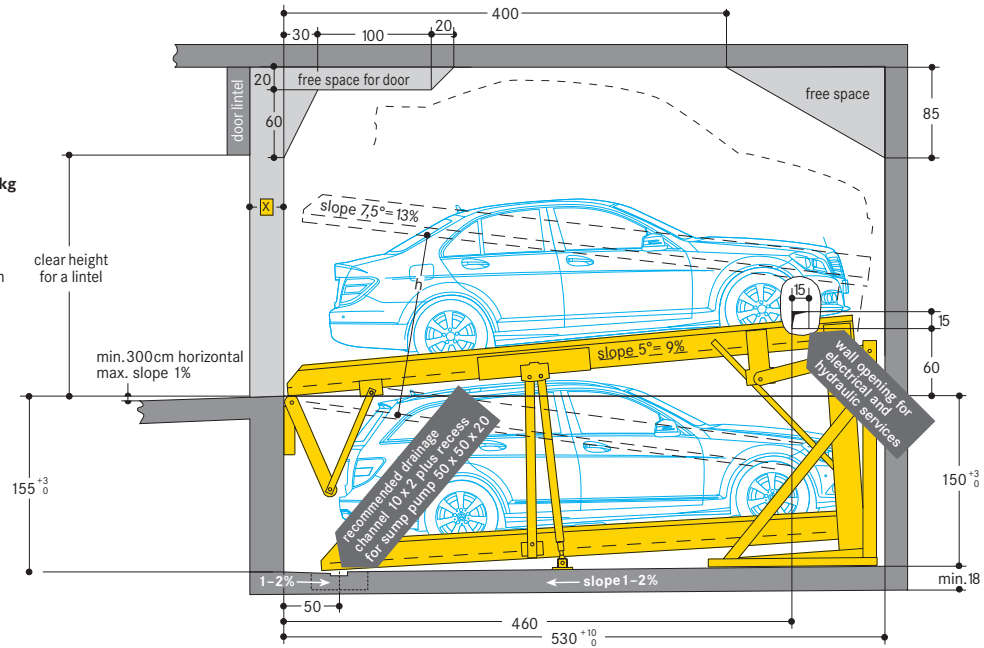 400
20
30
100
20
free space for door
door lintel
60
free space
85
kg
X
slope 7,5°= 13%
clear height
for a lintel
n
h
15
15
slope 5°= 9%
60
wall opening for
electrical and
hydraulic services
min.300cm horizontal
max. slope 1%
recommended drainage
channel 10 x 2 plus recess
for sump pump 50 x 50 x 20
155 +3 0
150 +3 0
1–2%
slope1–2%
min.18
50
460
530 +10 0